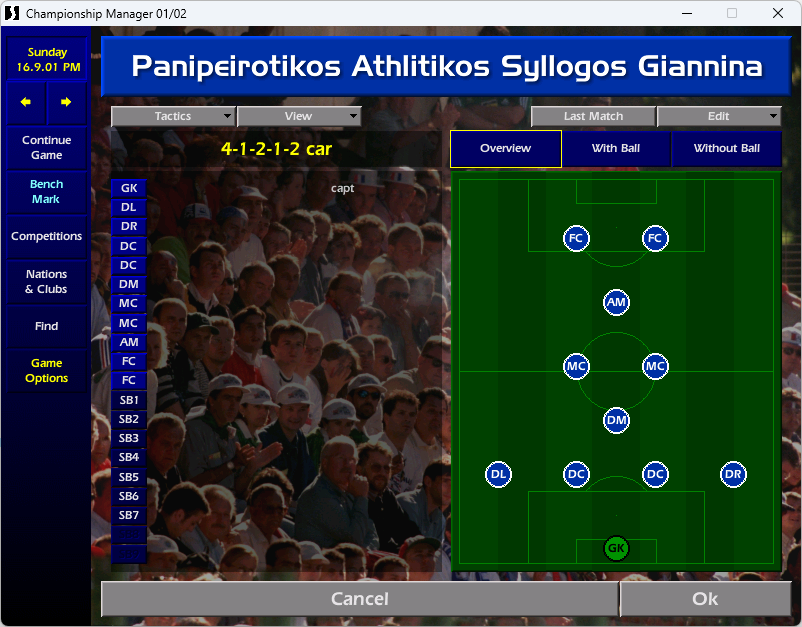 Championship Manager 01/02
Sunday
16.9.01 PM
Continue
Game
Bench
Mark
Competitions
Nations
& Clubs
Find
Game
Options
Panipeirotikos Athlitikos Syllogos Giannina
Tactics
View
Last Match
Edit
4-1-2-1-2 car
Overview
With Ball
Without Ball
GK
capt
DL
DR
DC
DC
DM
MC
MC
AM
FC
FC
SB1
SB2
SB3
SB4
SB5
SB6
SB7
FC FC
AM
MC MC
DM
DL DC DC DR
GK
Cancel
Ok